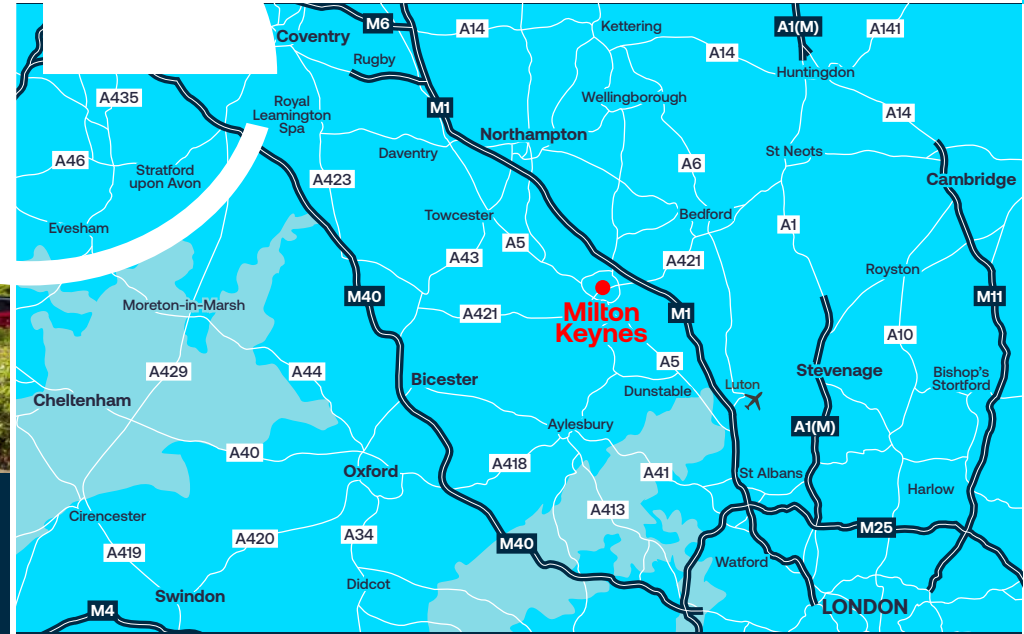 M6
A14
Kettering
A1(M)
A141
Coventry
Rugby
A14
Huntingdon
A435
Royal
Leamington
Spa
M1
Wellingborough
A14
Northampton
A46
Stratford
upon Avon
A423
Daventry
A6
St Neots
Cambridge
Evesham
Towcester
A5
Bedford
A1
A43
A421
Royston
Moreton-in-Marsh
M40
A421
Milton
Keynes
M1
M11
A10
A429
A44
Bicester
A5
Dunstable
Luton
Stevenage
Bishop's
Stortford
Cheltenham
Aylesbury
A1(M)
A40
Oxford
A418
A41
St Albans
Harlow
Cirencester
A413
A419
A420
A34
M40
M25
Watford
Didcot
Swindon
M4
LONDON